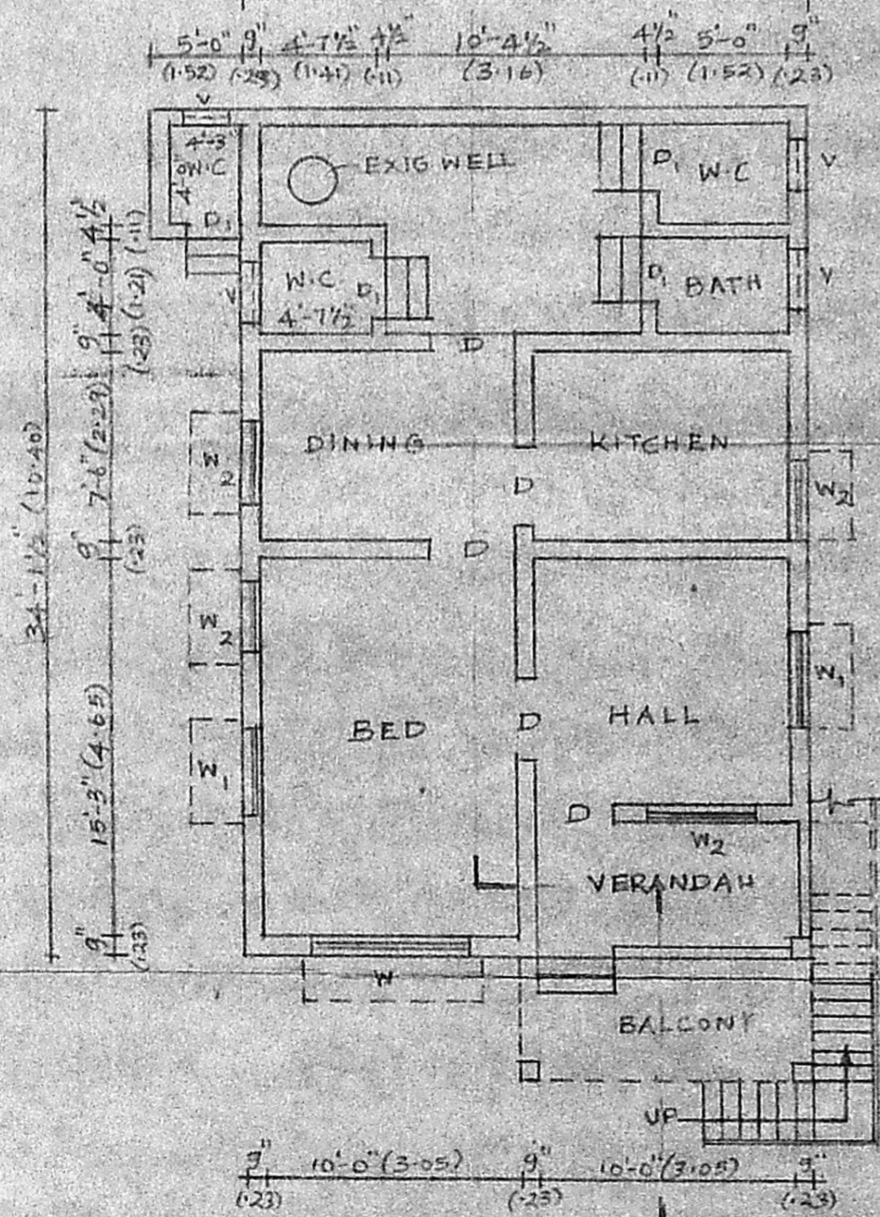 5'-0" 9" 4'-7½" 4½" 10'-4½" 4½" 5'-0" 9"
(1.52) (.23) (1.41) (.11) (3.16) (.11) (1.52) (.23)
V
4'-3"
W.C
4'-0"
D₁
EXIG WELL
D₁ W.C
V
W.C
D₁
4'-7½"
V
D₁ BATH
V
D
DINING
D
KITCHEN
W₂
W₂
D
W₂
BED
D
HALL
W₁
W₁
D
W₂
VERANDAH
W
BALCONY
UP
34'-1½" (10.40)
4½ (.11)
4'-0" (1.21)
9" (.23)
7'-6" (2.29)
9" (.23)
15'-3" (4.65)
9" (.23)
9" 10'-0" (3.05) 9" 10'-0" (3.05) 9"
(.23) (.23) (.23)